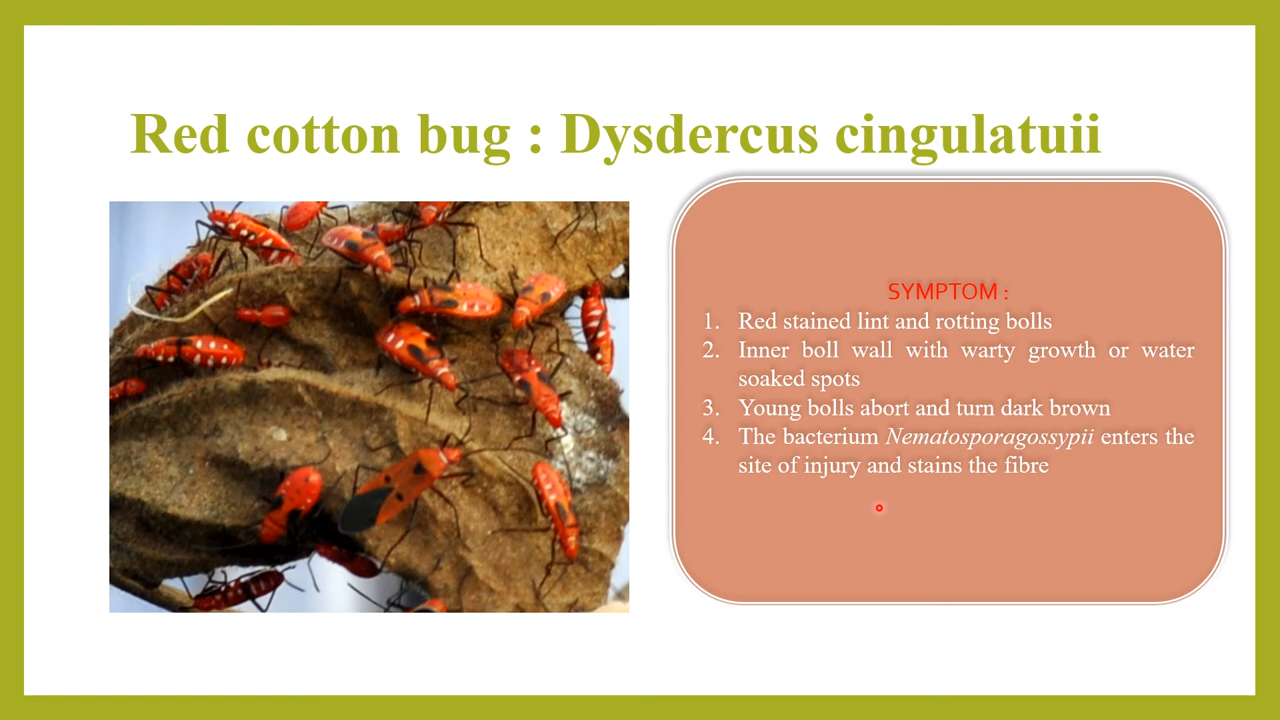 Red cotton bug : Dysdercus cingulatuii
SYMPTOM :
1. Red stained lint and rotting bolls
2. Inner boll wall with warty growth or water
soaked spots
3. Young bolls abort and turn dark brown
4. The bacterium Nematosporagossypii enters the
site of injury and stains the fibre